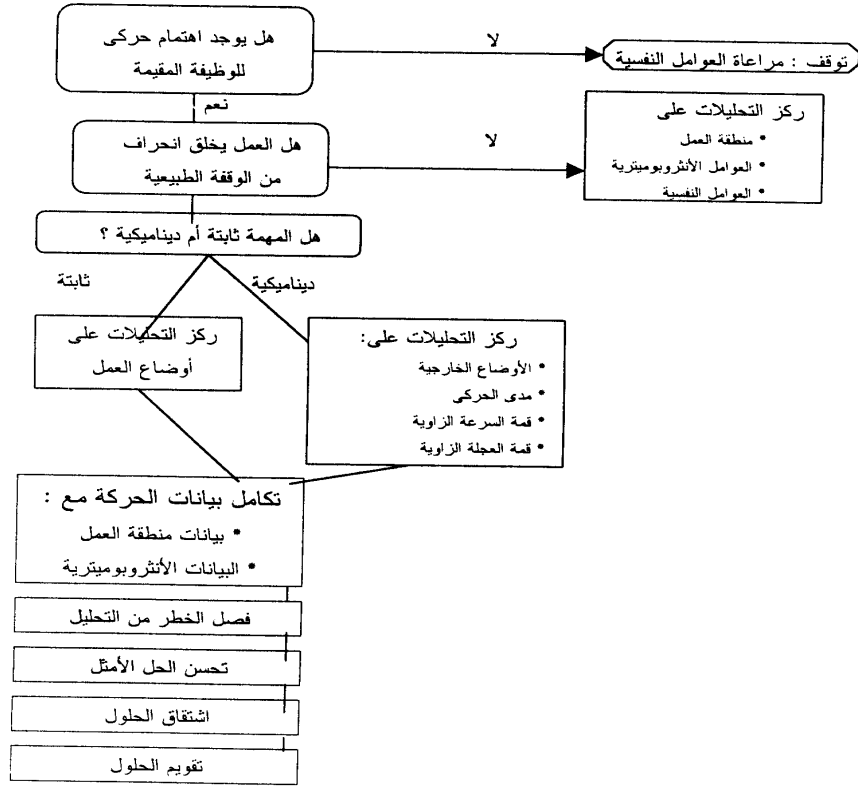 هل يوجد اهتمام حركى
للوظيفة المقيمة
لا
توقف : مراعاة العوامل النفسية
نعم
هل العمل يخلق انحراف
من الوقفة الطبيعية
لا
ركز التحليلات على
• منطقة العمل
• العوامل الأنثروبوميترية
• العوامل النفسية
هل المهمة ثابتة أم ديناميكية ؟
ديناميكية
ثابتة
ركز التحليلات على:
• الأوضاع الخارجية
• مدى الحركى
• قمة السرعة الزاوية
• قمة العجلة الزاوية
ركز التحليلات على
أوضاع العمل
تكامل بيانات الحركة مع :
• بيانات منطقة العمل
• البيانات الأنثروبوميترية
فصل الخطر من التحليل
تحسن الحل الأمثل
اشتقاق الحلول
تقويم الحلول